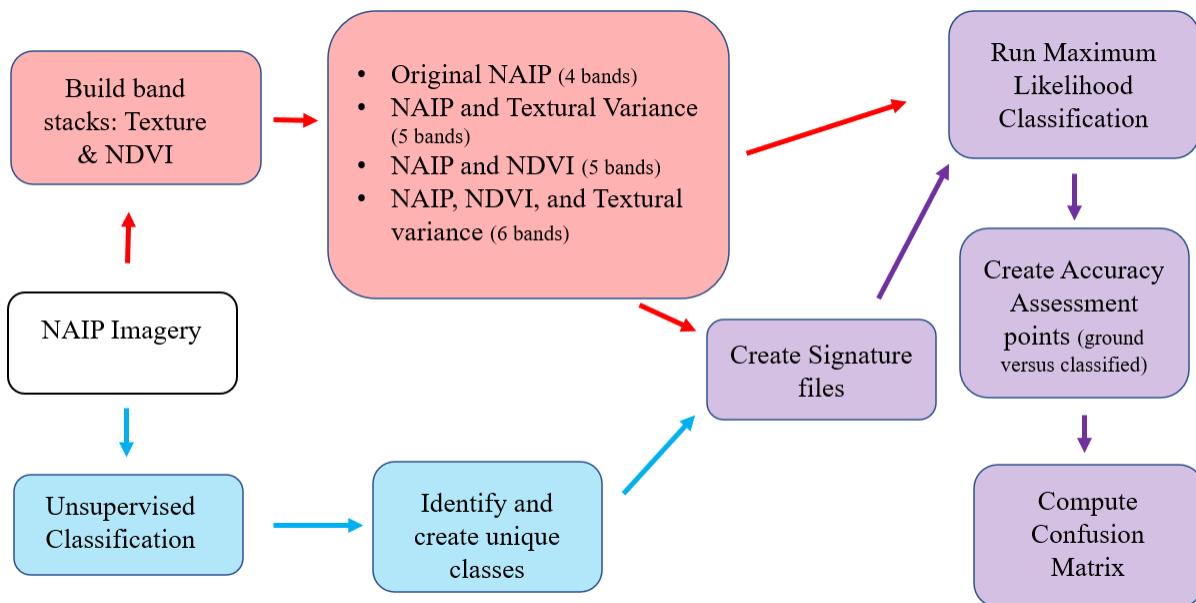 Build band
stacks: Texture
& NDVI
• Original NAIP (4 bands)
• NAIP and Textural Variance
(5 bands)
• NAIP and NDVI (5 bands)
• NAIP, NDVI, and Textural
variance (6 bands)
Run Maximum
Likelihood
Classification
NAIP Imagery
Create Signature
files
Create Accuracy
Assessment
points (ground
versus classified)
Unsupervised
Classification
Identify and
create unique
classes
Compute
Confusion
Matrix